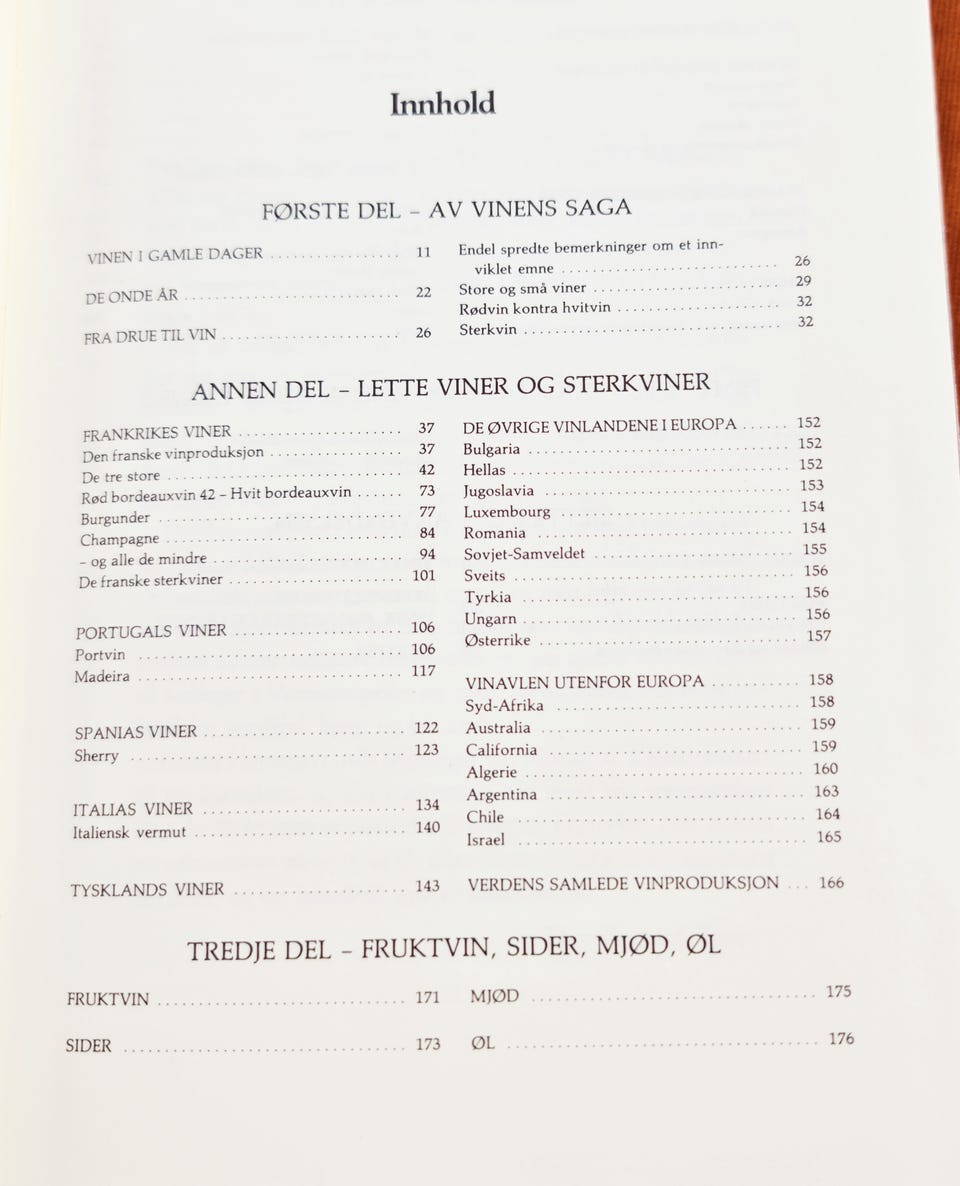 Innhold
FØRSTE DEL – AV VINENS SAGA
VINEN I GAMLE DAGER ................ 11
DE ONDE ÅR ........................... 22
FRA DRUE TIL VIN ...................... 26
Endel spredte bemerkninger om et inn-
viklet emne ............................ 26
Store og små viner ........................ 29
Rødvin kontra hvitvin ..................... 32
Sterkvin ................................. 32
ANNEN DEL – LETTE VINER OG STERKVINER
FRANKRIKES VINER ..................... 37
Den franske vinproduksjon ................. 37
De tre store .............................. 42
Rød bordeauxvin 42 – Hvit bordeauxvin ...... 73
Burgunder ............................... 77
Champagne .............................. 84
– og alle de mindre ........................ 94
De franske sterkviner ...................... 101
PORTUGALS VINER ..................... 106
Portvin ................................. 106
Madeira ................................. 117
SPANIAS VINER ......................... 122
Sherry .................................. 123
ITALIAS VINER ......................... 134
Italiensk vermut .......................... 140
TYSKLANDS VINER ..................... 143
DE ØVRIGE VINLANDENE I EUROPA ...... 152
Bulgaria ................................ 152
Hellas .................................. 152
Jugoslavia .............................. 153
Luxembourg ............................ 154
Romania ............................... 154
Sovjet-Samveldet ........................ 155
Sveits .................................. 156
Tyrkia ................................. 156
Ungarn ................................. 156
Østerrike ............................... 157
VINAVLEN UTENFOR EUROPA ........... 158
Syd-Afrika .............................. 158
Australia ............................... 159
California .............................. 159
Algerie ................................. 160
Argentina .............................. 163
Chile .................................. 164
Israel .................................. 165
VERDENS SAMLEDE VINPRODUKSJON ... 166
TREDJE DEL – FRUKTVIN, SIDER, MJØD, ØL
FRUKTVIN .............................. 171
SIDER .................................. 173
MJØD .................................. 175
ØL ..................................... 176